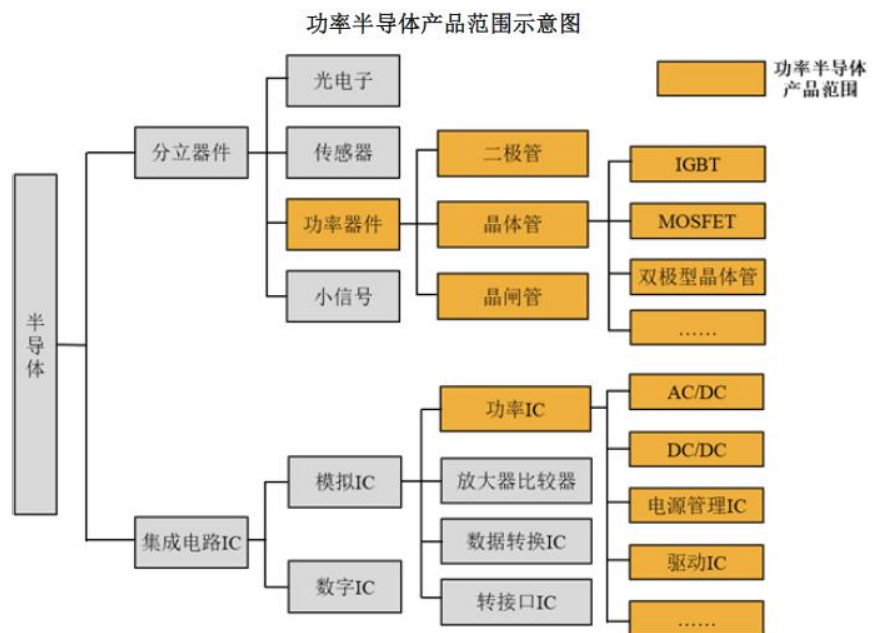 功率半导体产品范围示意图
功率半导体
产品范围
半导体
分立器件
光电子
传感器
功率器件
小信号
二极管
晶体管
晶闸管
IGBT
MOSFET
双极型晶体管
……
集成电路IC
模拟IC
数字IC
功率IC
放大器比较器
数据转换IC
转接口IC
AC/DC
DC/DC
电源管理IC
驱动IC
……